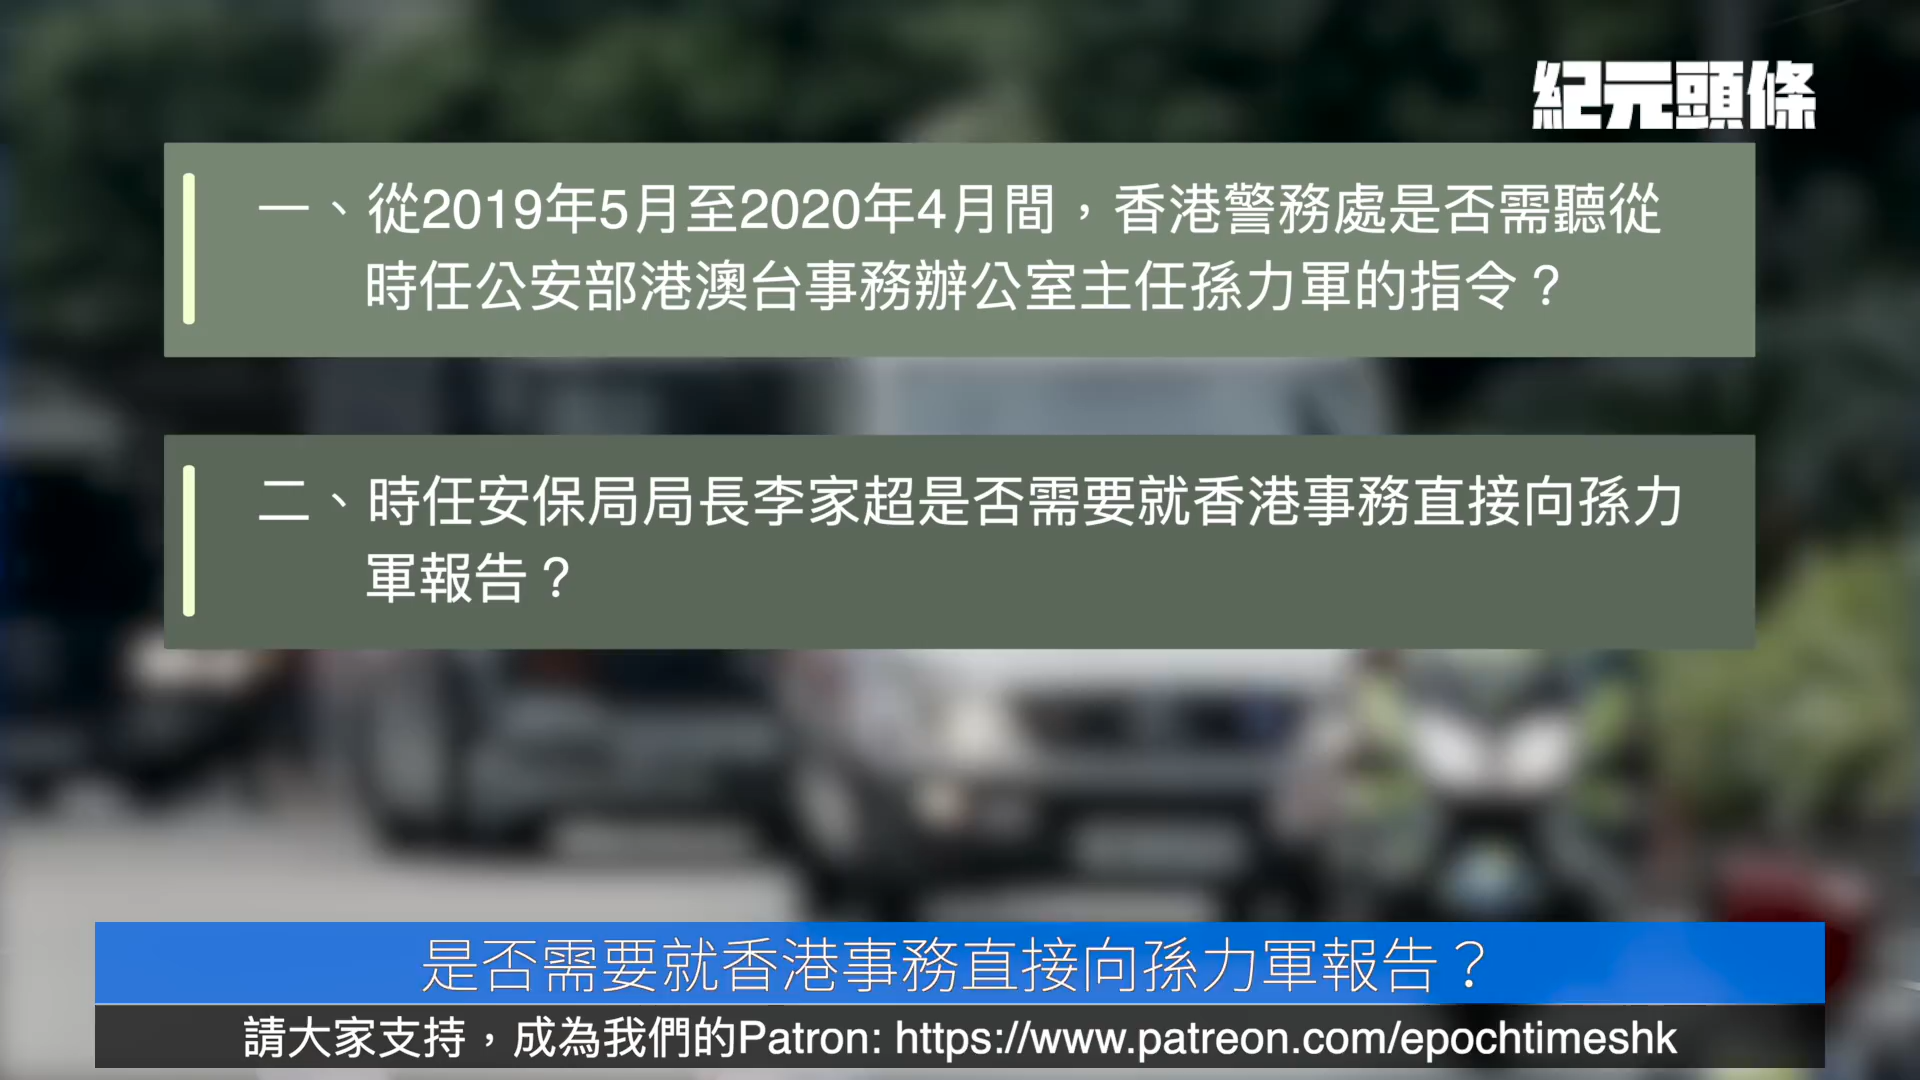 紀元頭條
一、從2019年5月至2020年4月間，香港警務處是否需聽從
時任公安部港澳台事務辦公室主任孫力軍的指令？
二、時任安保局局長李家超是否需要就香港事務直接向孫力
軍報告？
是否需要就香港事務直接向孫力軍報告？
請大家支持，成為我們的Patron: https://www.patreon.com/epochtimeshk